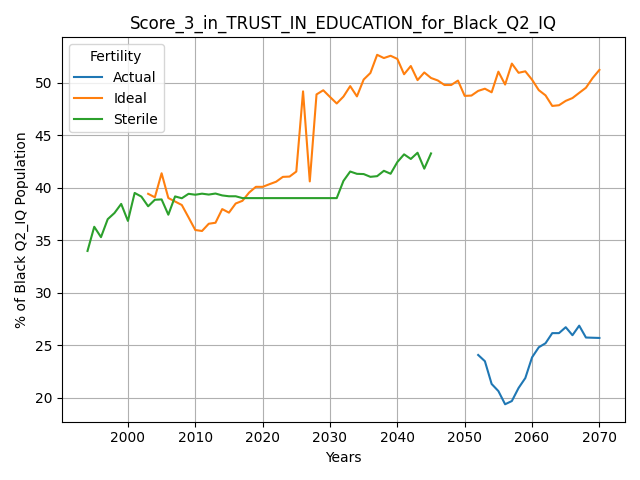 Score_3_in_TRUST_IN_EDUCATION_for_Black_Q2_IQ
Fertility
Actual
Ideal
Sterile
% of Black Q2_IQ Population
50
45
40
35
30
25
20
2000 2010 2020 2030 2040 2050 2060 2070
Years